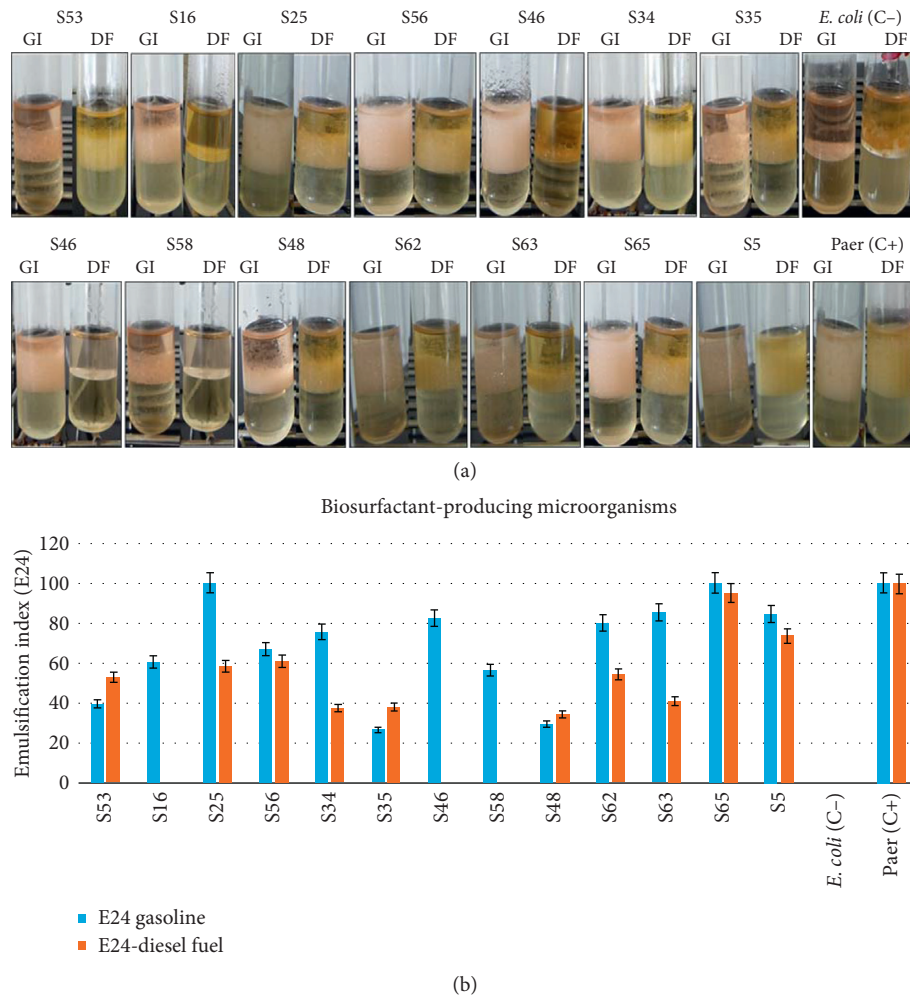 S53 S16 S25 S56 S46 S34 S35 E. coli (C–)
GI DF GI DF GI DF GI DF GI DF GI DF GI DF GI DF
S46 S58 S48 S62 S63 S65 S5 Paer (C+)
GI DF GI DF GI DF GI DF GI DF GI DF GI DF GI DF
(a)
Biosurfactant-producing microorganisms
Emulsification index (E24)
120
100
80
60
40
20
0
S53 S16 S25 S56 S34 S35 S46 S58 S48 S62 S63 S65 S5 E. coli (C–) Paer (C+)
E24 gasoline
E24-diesel fuel
(b)